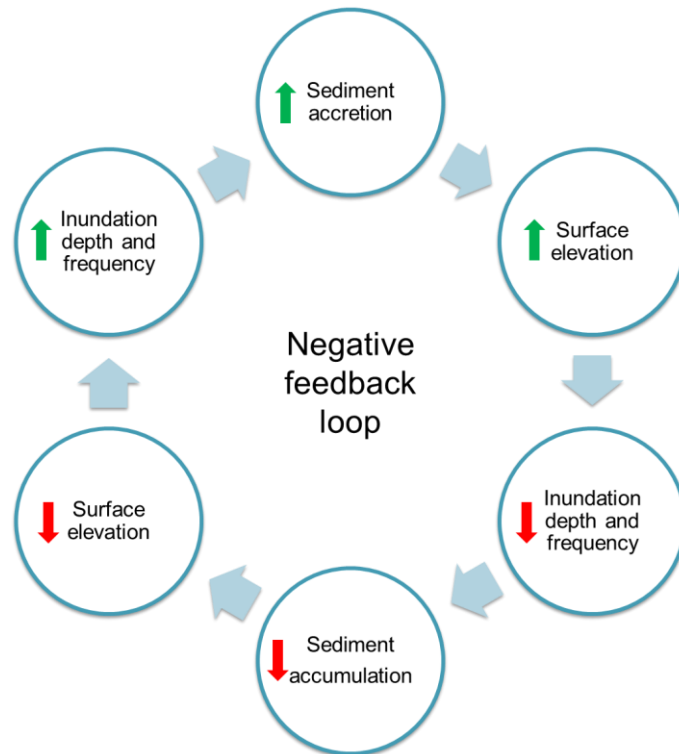 Sediment
accretion
Surface
elevation
Inundation
depth and
frequency
Sediment
accumulation
Surface
elevation
Inundation
depth and
frequency
Negative
feedback
loop